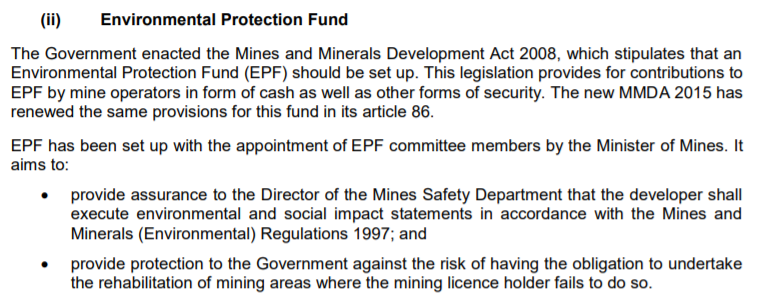 (ii) Environmental Protection Fund
The Government enacted the Mines and Minerals Development Act 2008, which stipulates that an
Environmental Protection Fund (EPF) should be set up. This legislation provides for contributions to
EPF by mine operators in form of cash as well as other forms of security. The new MMDA 2015 has
renewed the same provisions for this fund in its article 86.
EPF has been set up with the appointment of EPF committee members by the Minister of Mines. It
aims to:
• provide assurance to the Director of the Mines Safety Department that the developer shall
execute environmental and social impact statements in accordance with the Mines and
Minerals (Environmental) Regulations 1997; and
• provide protection to the Government against the risk of having the obligation to undertake
the rehabilitation of mining areas where the mining licence holder fails to do so.